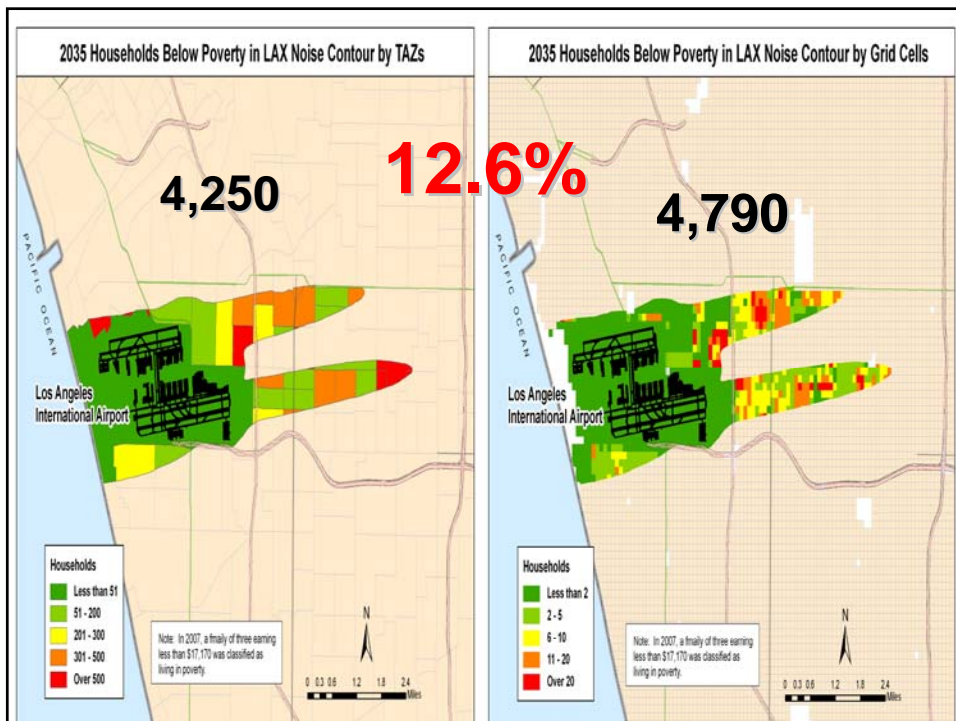 2035 Households Below Poverty in LAX Noise Contour by TAZs
4,250
PACIFIC OCEAN
Los Angeles
International Airport
Households
Less than 51
51 - 200
201 - 300
301 - 500
Over 500
Note: In 2007, a fmaily of three earning
less than $17,170 was classified as
living in poverty.
N
0 0.3 0.6 1.2 1.8 2.4
Miles
12.6%
2035 Households Below Poverty in LAX Noise Contour by Grid Cells
4,790
PACIFIC OCEAN
Los Angeles
International Airport
Households
Less than 2
2 - 5
6 - 10
11 - 20
Over 20
Note: In 2007, a fmaily of three earning
less than $17,170 was classified as
living in poverty.
N
0 0.3 0.6 1.2 1.8 2.4
Miles